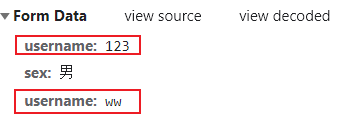 Form Data view source view decoded
username: 123
sex: 男
username: ww